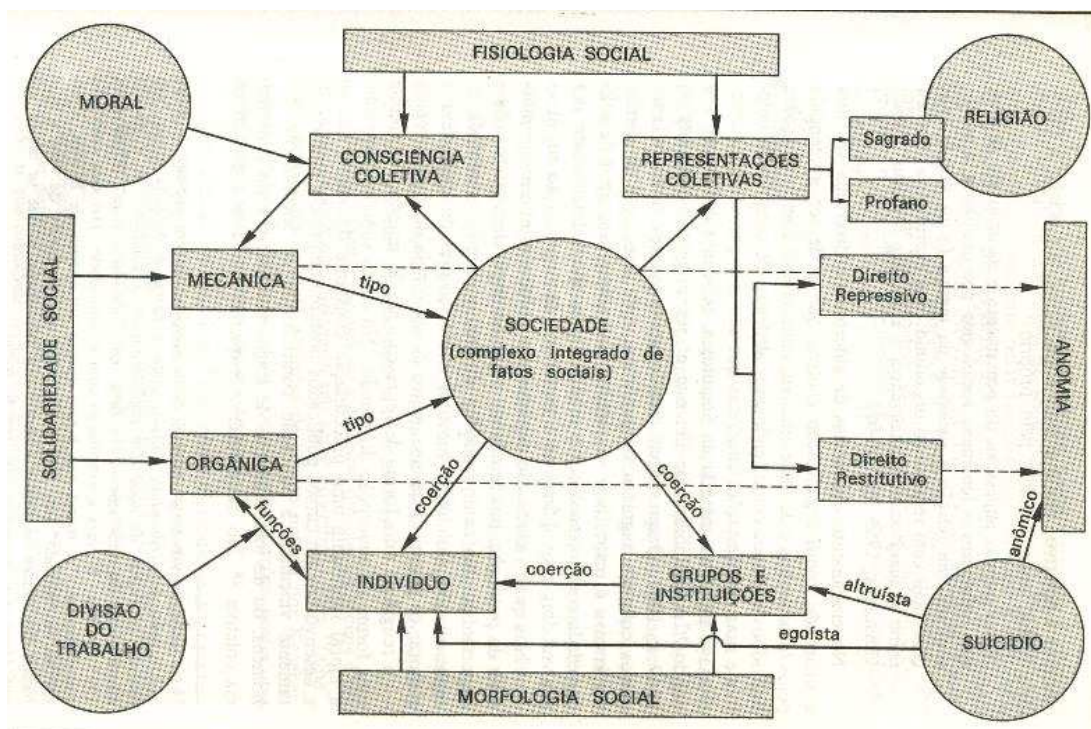 FISIOLOGIA SOCIAL
MORAL
RELIGIÃO
CONSCIÊNCIA
COLETIVA
REPRESENTAÇÕES
COLETIVAS
Sagrado
Profano
SOLIDARIEDADE SOCIAL
MECÂNICA
tipo
SOCIEDADE
(complexo integrado de
fatos sociais)
Direito
Repressivo
ANOMIA
tipo
ORGÂNICA
coerção
coerção
Direito
Restitutivo
funções
anômico
DIVISÃO
DO
TRABALHO
INDIVÍDUO
coerção
GRUPOS E
INSTITUIÇÕES
altruísta
egoísta
SUICÍDIO
MORFOLOGIA SOCIAL